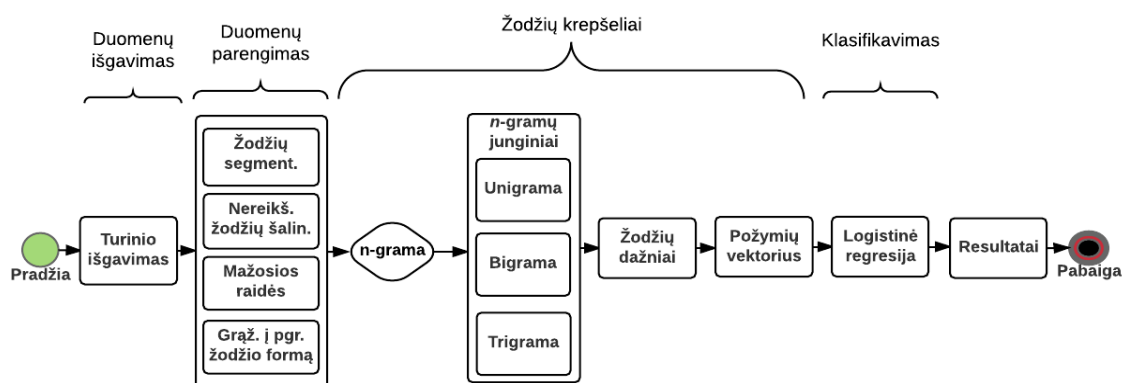 Duomenų
išgavimas
Duomenų
parengimas
Žodžių krepšeliai
Klasifikavimas
Pradžia
Turinio
išgavimas
Žodžių
segment.
Nereikš.
žodžių šalin.
Mažosios
raidės
Grąž. į pgr.
žodžio formą
n-grama
n-gramų
junginiai
Unigrama
Bigrama
Trigrama
Žodžių
dažniai
Požymių
vektorius
Logistinė
regresija
Resultatai
Pabaiga